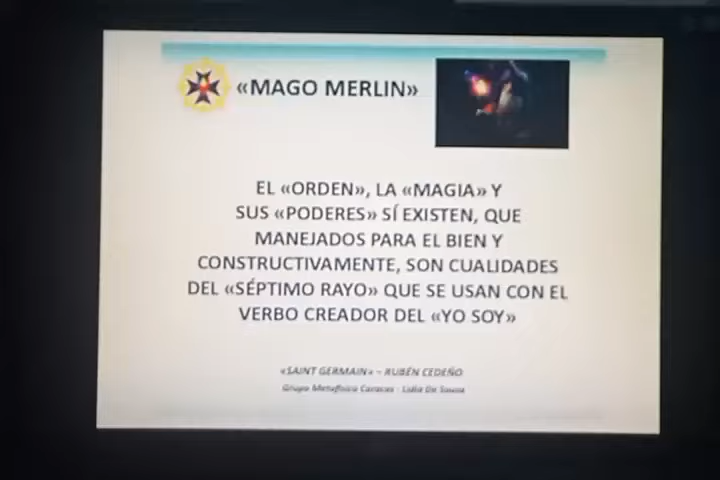 «MAGO MERLIN»
EL «ORDEN», LA «MAGIA» Y
SUS «PODERES» SÍ EXISTEN, QUE
MANEJADOS PARA EL BIEN Y
CONSTRUCTIVAMENTE, SON CUALIDADES
DEL «SÉPTIMO RAYO» QUE SE USAN CON EL
VERBO CREADOR DEL «YO SOY»
«SAINT GERMAIN» – RUBÉN CEDEÑO
Grupo Metafísico Caracas - Lidia De Souza